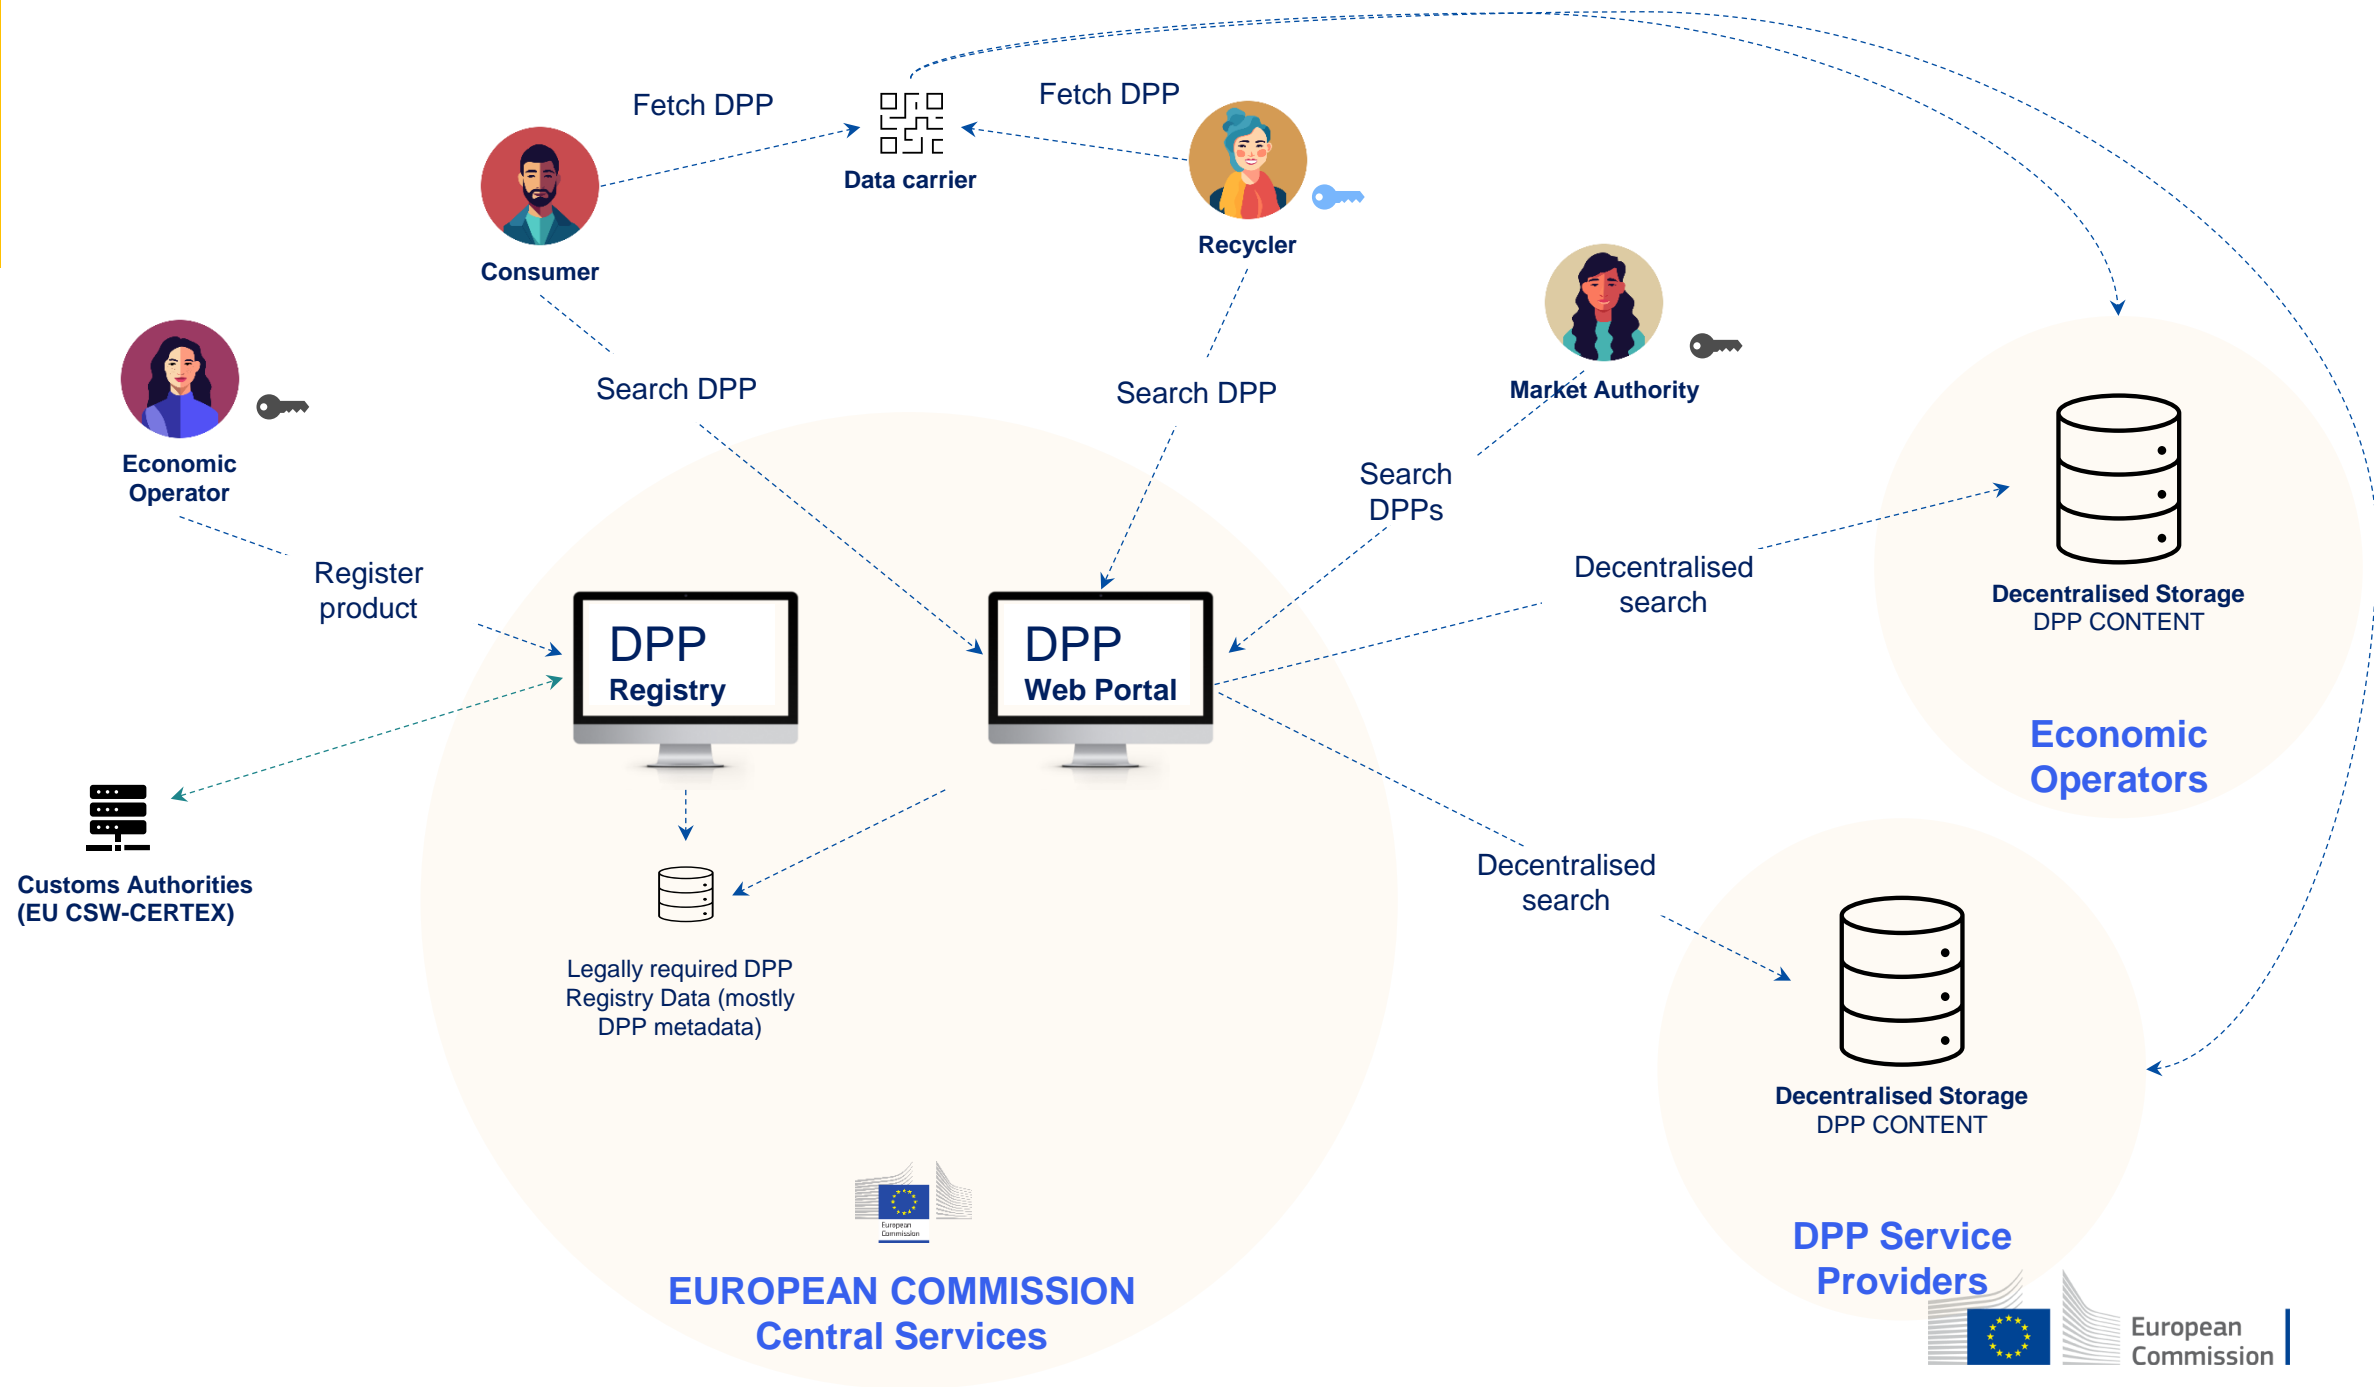 Fetch DPP
Fetch DPP
Data carrier
Consumer
Recycler
Market Authority
Economic
Operator
Search DPP
Search DPP
Search
DPPs
Register
product
Decentralised
search
DPP
Registry
DPP
Web Portal
Decentralised Storage
DPP CONTENT
Economic
Operators
Customs Authorities
(EU CSW-CERTEX)
Decentralised
search
Legally required DPP
Registry Data (mostly
DPP metadata)
Decentralised Storage
DPP CONTENT
European
Commission
EUROPEAN COMMISSION
Central Services
DPP Service
Providers
European
Commission